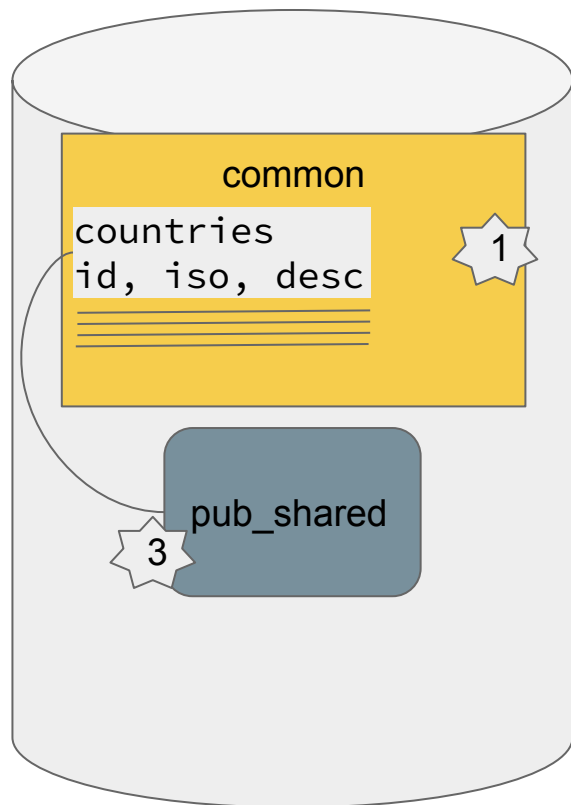 common
countries
id, iso, desc
1
pub_shared
3